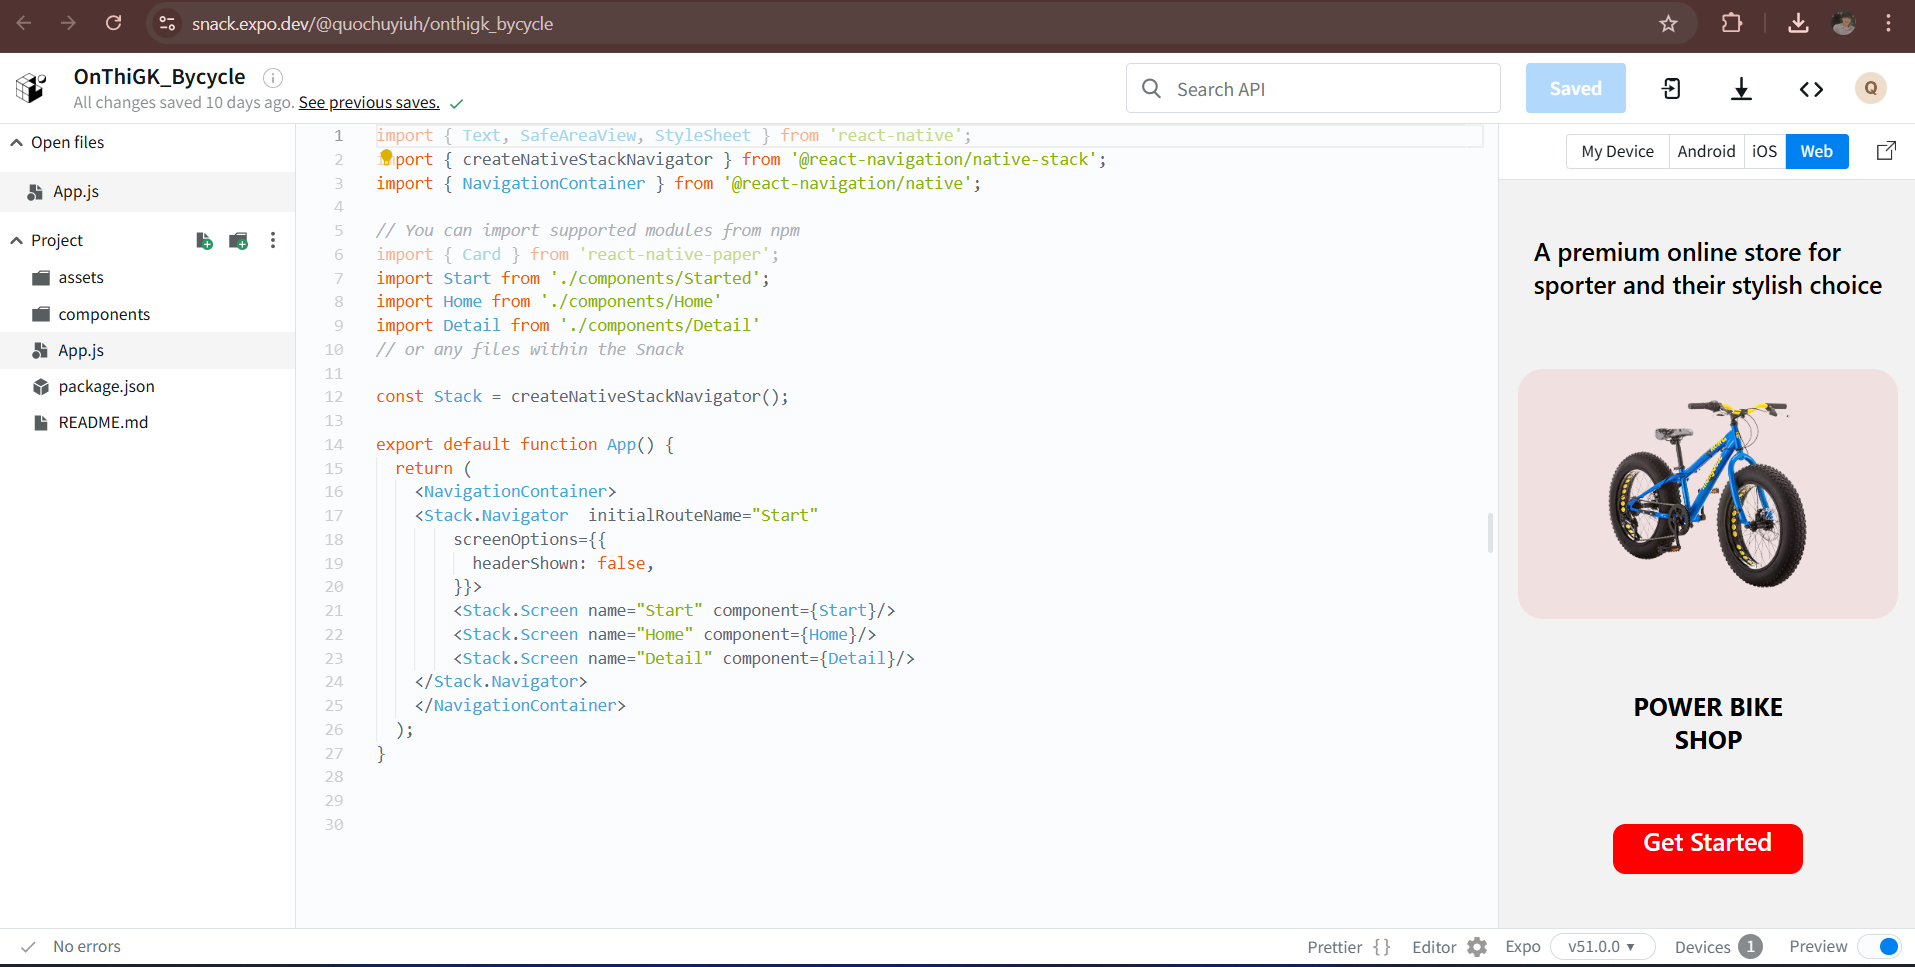 snack.expo.dev/@quochuyiuh/onthigk_bycycle
OnThiGK_Bycycle
All changes saved 10 days ago. See previous saves.
Search API
Saved
Q
Open files
App.js
Project
assets
components
App.js
package.json
README.md
1 import { Text, SafeAreaView, StyleSheet } from 'react-native';
2 import { createNativeStackNavigator } from '@react-navigation/native-stack';
3 import { NavigationContainer } from '@react-navigation/native';
4
5 // You can import supported modules from npm
6 import { Card } from 'react-native-paper';
7 import Start from './components/Started';
8 import Home from './components/Home'
9 import Detail from './components/Detail'
10 // or any files within the Snack
11
12 const Stack = createNativeStackNavigator();
13
14 export default function App() {
15 return (
16 <NavigationContainer>
17 <Stack.Navigator  initialRouteName="Start"
18 screenOptions={{
19 headerShown: false,
20 }}>
21 <Stack.Screen name="Start" component={Start}/>
22 <Stack.Screen name="Home" component={Home}/>
23 <Stack.Screen name="Detail" component={Detail}/>
24 </Stack.Navigator>
25 </NavigationContainer>
26 );
27 }
28
29
30
My Device Android iOS Web
A premium online store for
sporter and their stylish choice
POWER BIKE
SHOP
Get Started
No errors
Prettier {} Editor Expo v51.0.0 Devices 1 Preview